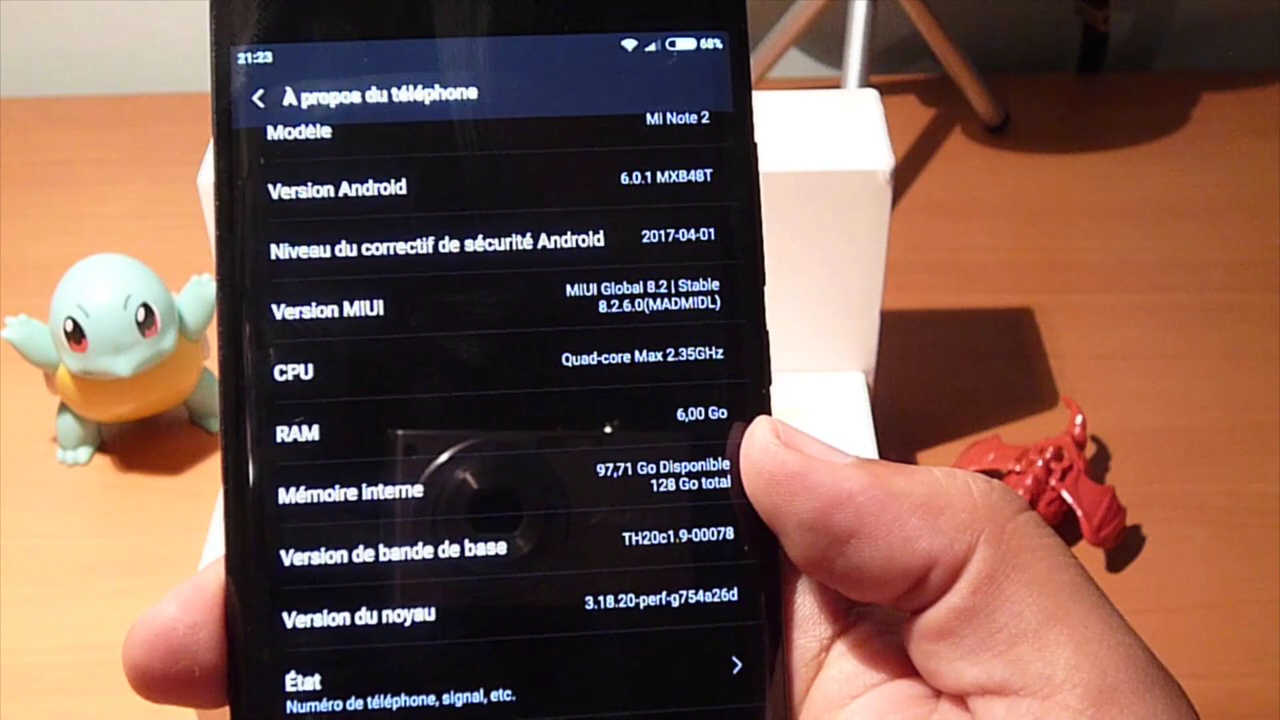 21:23 68%
À propos du téléphone
Modèle Mi Note 2
Version Android 6.0.1 MXB48T
Niveau du correctif de sécurité Android 2017-04-01
Version MIUI MIUI Global 8.2 | Stable
8.2.6.0(MADMIDL)
CPU Quad-core Max 2.35GHz
RAM 6,00 Go
Mémoire interne 97,71 Go Disponible
128 Go total
Version de bande de base TH20c1.9-00078
Version du noyau 3.18.20-perf-g754a26d
État
Numéro de téléphone, signal, etc.